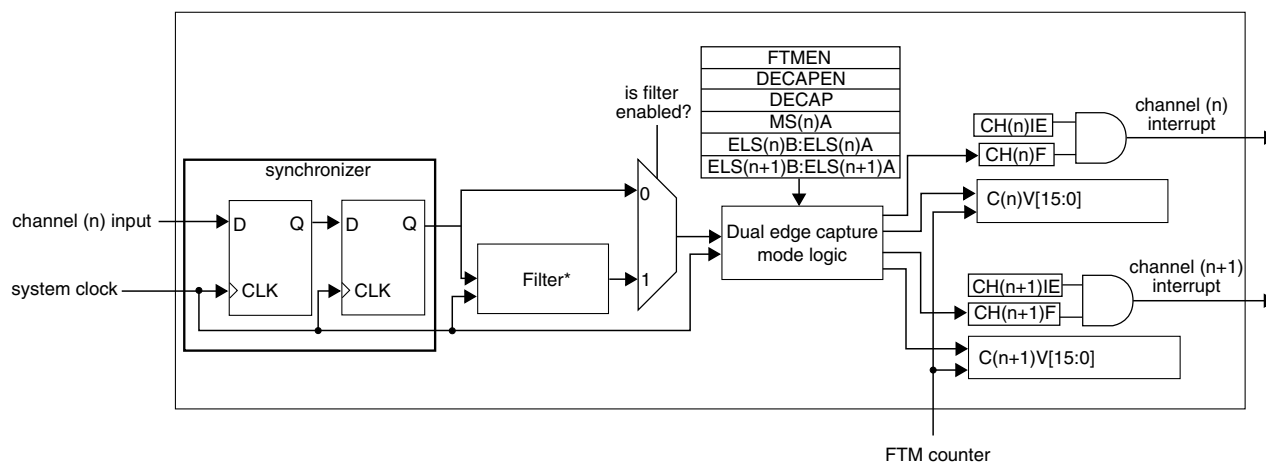 FTMEN
DECAPEN
DECAP
MS(n)A
ELS(n)B:ELS(n)A
ELS(n+1)B:ELS(n+1)A
is filter
enabled?
synchronizer
channel (n) input
D
Q
D
Q
CLK
CLK
system clock
Filter*
0
1
Dual edge capture
mode logic
CH(n)IE
CH(n)F
channel (n)
interrupt
C(n)V[15:0]
CH(n+1)IE
CH(n+1)F
channel (n+1)
interrupt
C(n+1)V[15:0]
FTM counter